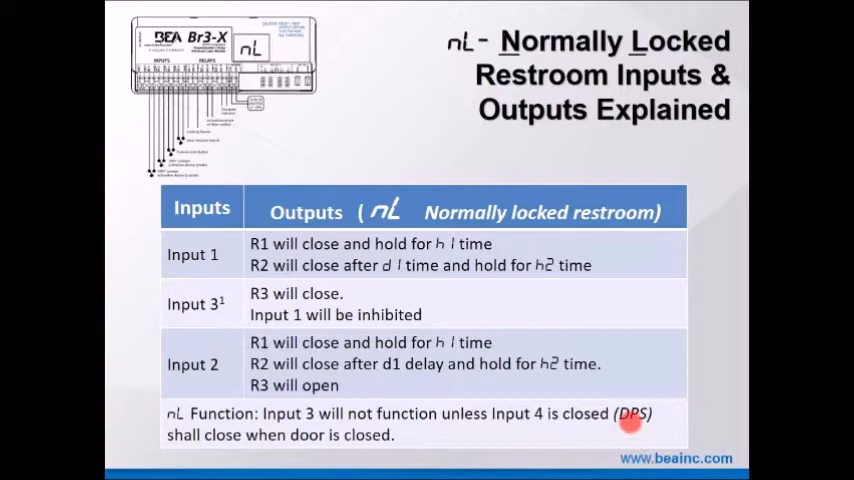 BEA Br3-X
nL
INPUTS
RELAYS
nL - Normally Locked
Restroom Inputs &
Outputs Explained
Inputs
Outputs ( nL Normally locked restroom)
Input 1
R1 will close and hold for h1 time
R2 will close after d1 time and hold for h2 time
Input 3¹
R3 will close.
Input 1 will be inhibited
Input 2
R1 will close and hold for h1 time
R2 will close after d1 delay and hold for h2 time.
R3 will open
nL Function: Input 3 will not function unless Input 4 is closed (DPS)
shall close when door is closed.
www.beainc.com